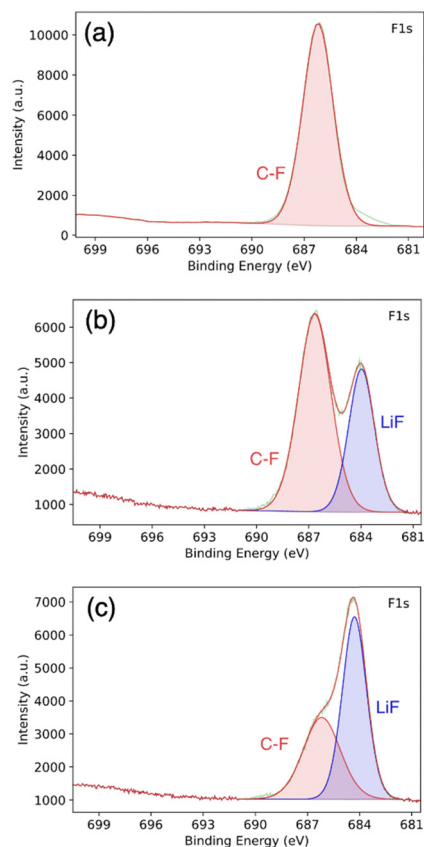 (a)
F1s
10000
8000
6000
4000
2000
0
Intensity (a.u.)
C-F
699 696 693 690 687 684 681
Binding Energy (eV)
(b)
F1s
6000
5000
4000
3000
2000
1000
Intensity (a.u.)
C-F
LiF
699 696 693 690 687 684 681
Binding Energy (eV)
(c)
F1s
7000
6000
5000
4000
3000
2000
1000
Intensity (a.u.)
LiF
C-F
699 696 693 690 687 684 681
Binding Energy (eV)